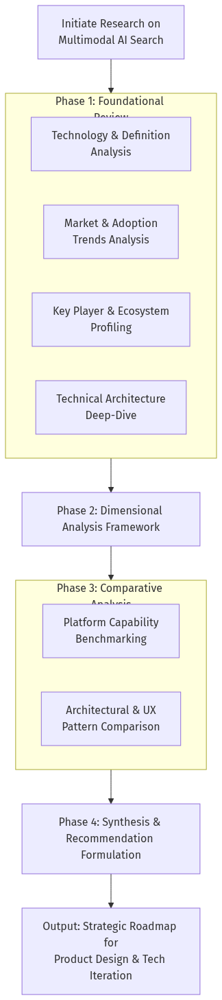 Initiate Research on
Multimodal AI Search
Phase 1: Foundational
Review
Technology & Definition
Analysis
Market & Adoption
Trends Analysis
Key Player & Ecosystem
Profiling
Technical Architecture
Deep-Dive
Phase 2: Dimensional
Analysis Framework
Phase 3: Comparative
Analysis
Platform Capability
Benchmarking
Architectural & UX
Pattern Comparison
Phase 4: Synthesis &
Recommendation
Formulation
Output: Strategic Roadmap
for
Product Design & Tech
Iteration